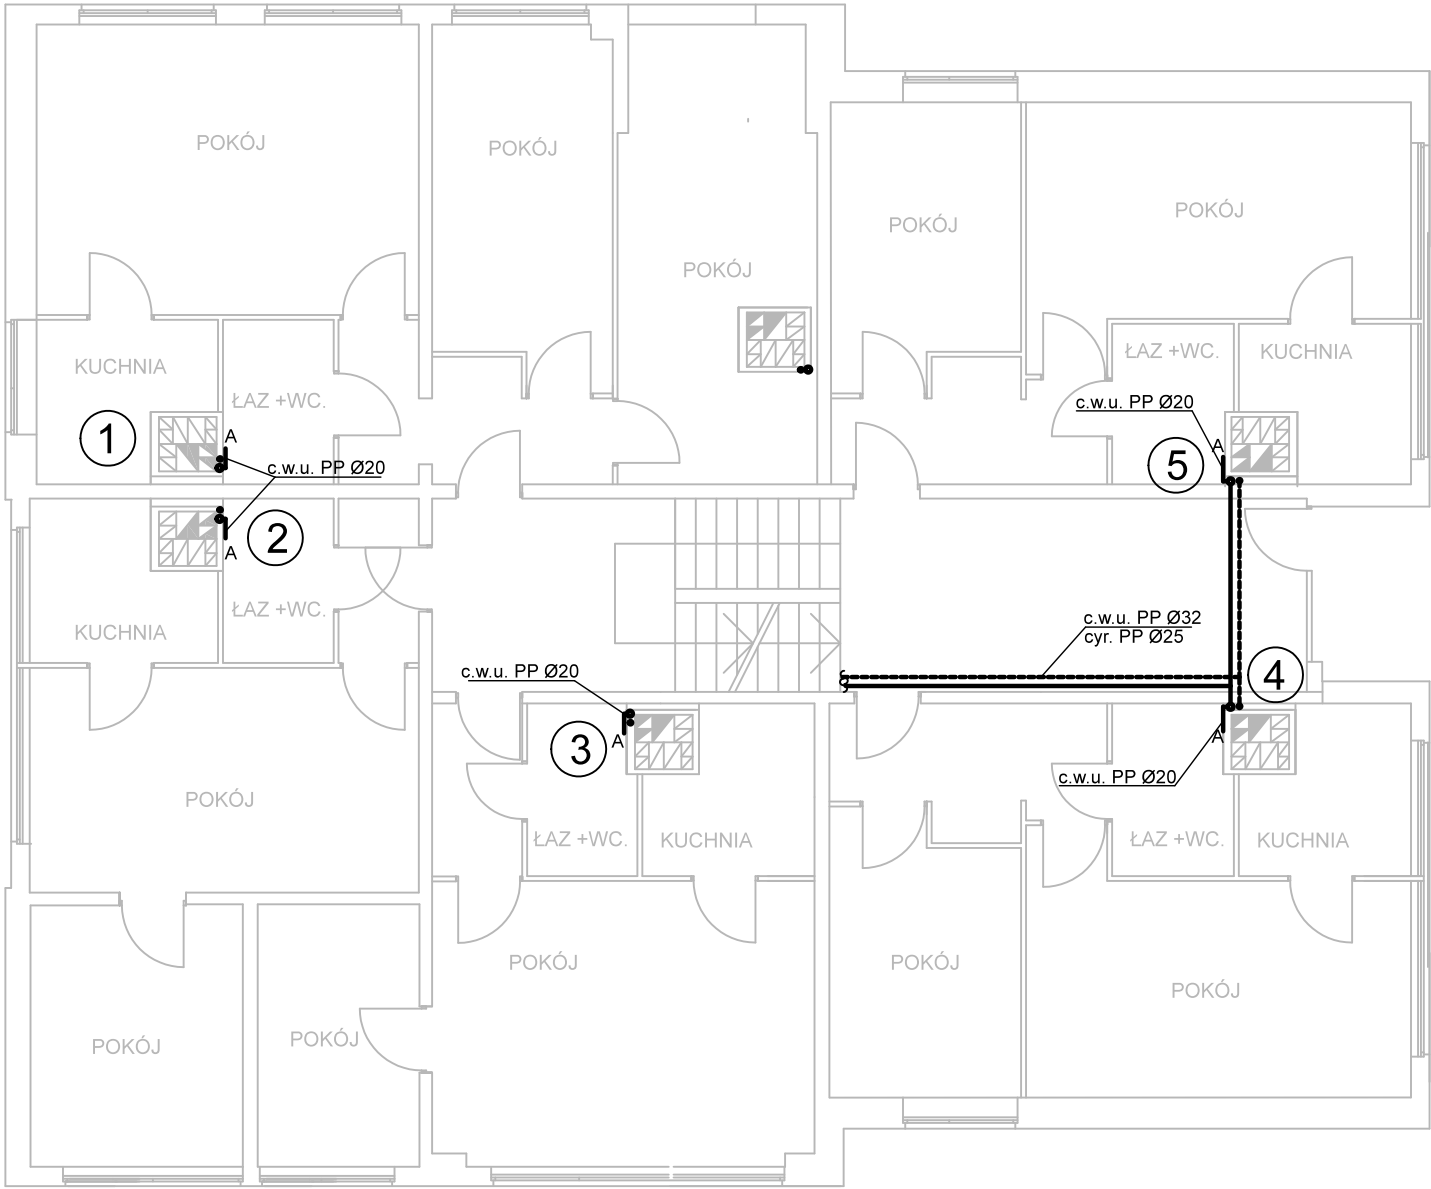 POKÓJ
POKÓJ
POKÓJ
POKÓJ
POKÓJ
KUCHNIA
ŁAZ +WC.
ŁAZ +WC.
KUCHNIA
c.w.u. PP Ø20
1
A
c.w.u. PP Ø20
A
5
2
A
ŁAZ +WC.
KUCHNIA
c.w.u. PP Ø32
cyr. PP Ø25
c.w.u. PP Ø20
4
3
A
A
c.w.u. PP Ø20
POKÓJ
ŁAZ +WC.
KUCHNIA
ŁAZ +WC.
KUCHNIA
POKÓJ
POKÓJ
POKÓJ
POKÓJ
POKÓJ